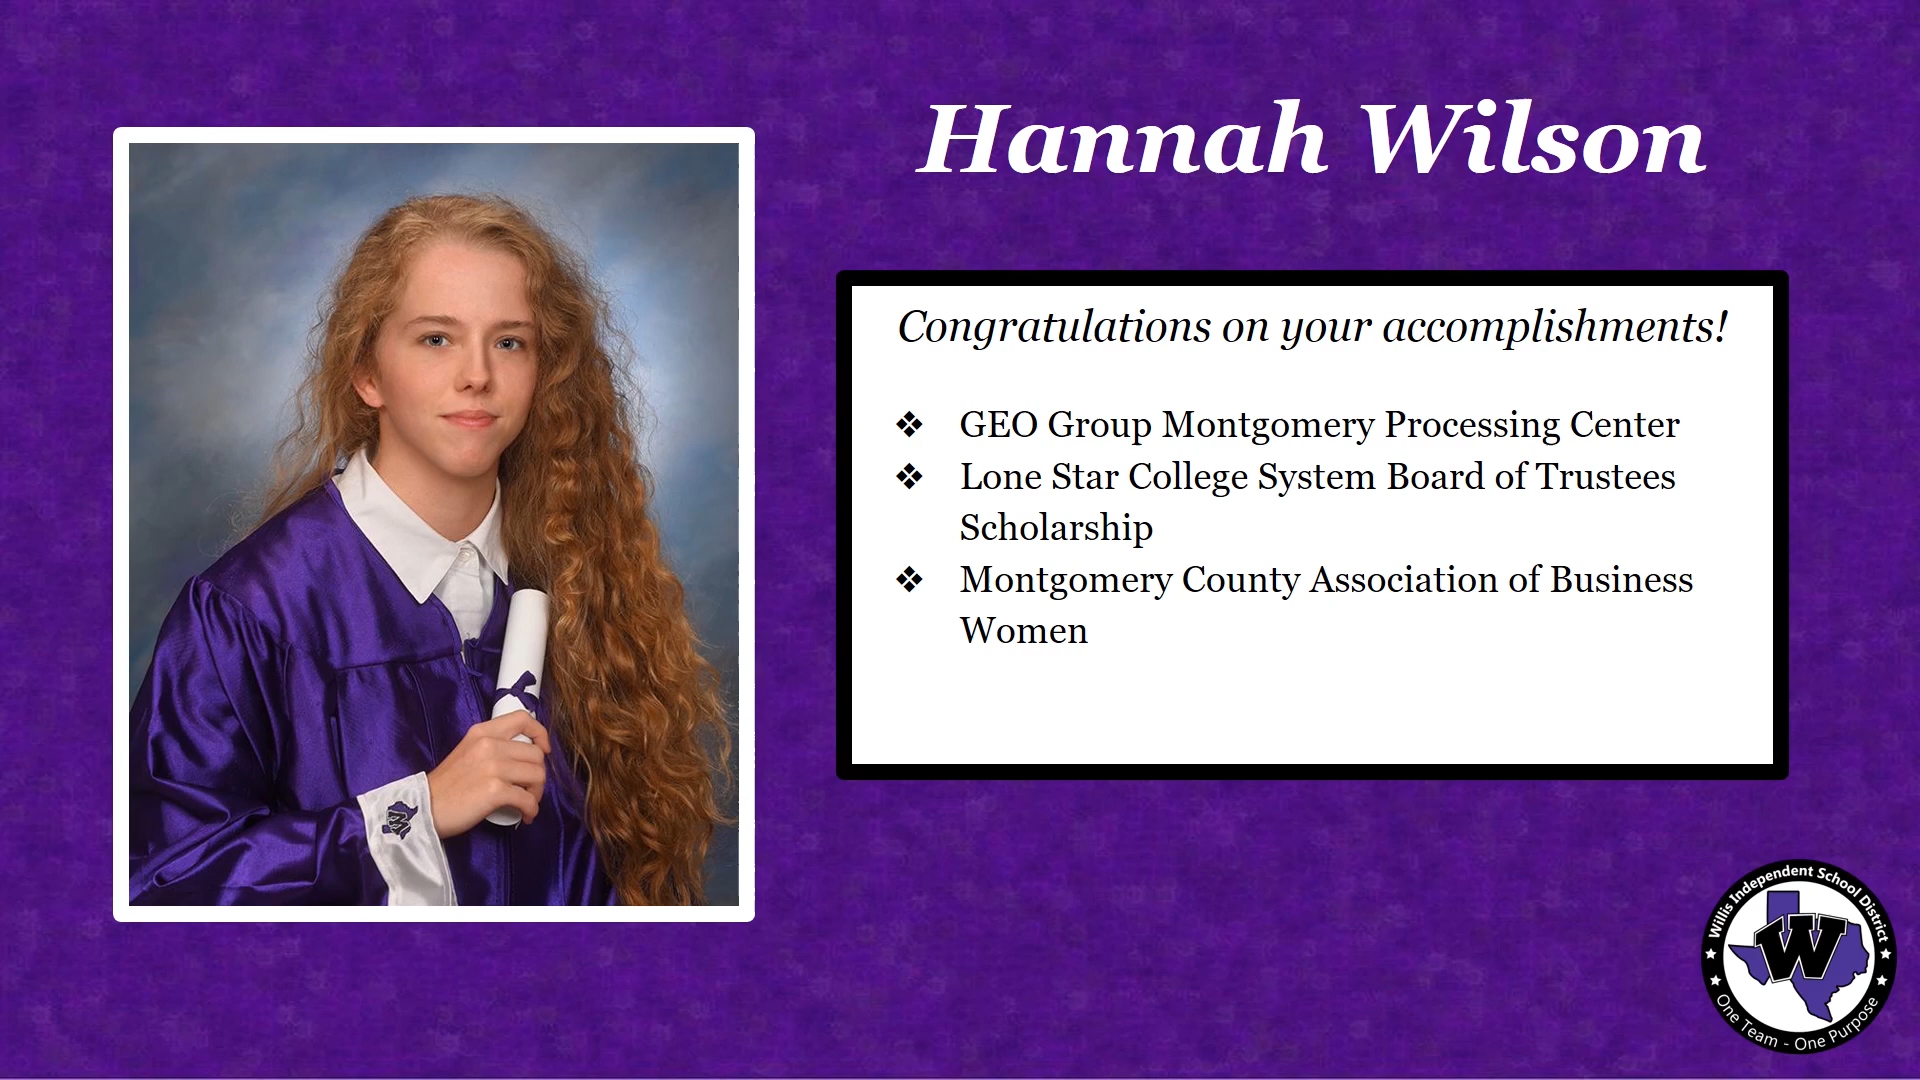 Hannah Wilson
Congratulations on your accomplishments!
❖ GEO Group Montgomery Processing Center
❖ Lone Star College System Board of Trustees
Scholarship
❖ Montgomery County Association of Business
Women
Willis Independent School District
W
One Team - One Purpose